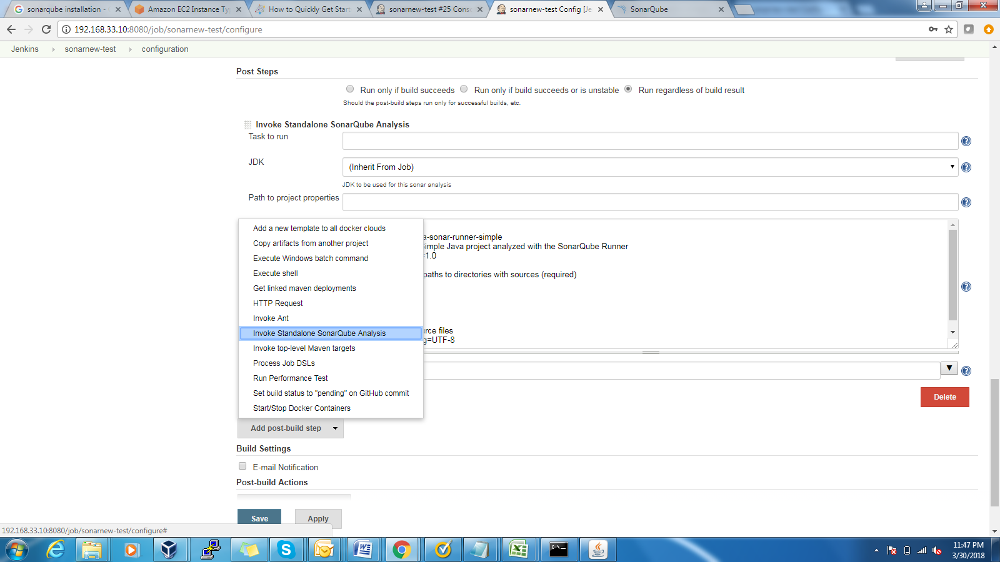 sonarqube installation -
Amazon EC2 Instance Ty
How to Quickly Get Start
sonarnew-test #25 Conso
sonarnew-test Config [Je
SonarQube
192.168.33.10:8080/job/sonarnew-test/configure
Jenkins
sonarnew-test
configuration
Post Steps
Run only if build succeeds
Run only if build succeeds or is unstable
Run regardless of build result
Should the post-build steps run only for successful builds, etc.
Invoke Standalone SonarQube Analysis
Task to run
JDK
(Inherit From Job)
JDK to be used for this sonar analysis
Path to project properties
Add a new template to all docker clouds
Copy artifacts from another project
Execute Windows batch command
Execute shell
Get linked maven deployments
HTTP Request
Invoke Ant
Invoke Standalone SonarQube Analysis
Invoke top-level Maven targets
Process Job DSLs
Run Performance Test
Set build status to "pending" on GitHub commit
Start/Stop Docker Containers
a-sonar-runner-simple
Simple Java project analyzed with the SonarQube Runner
=1.0
paths to directories with sources (required)
urce files
g=UTF-8
Delete
Add post-build step
Build Settings
E-mail Notification
Post-build Actions
Save
Apply
192.168.33.10:8080/job/sonarnew-test/configure#
11:47 PM
3/30/2018